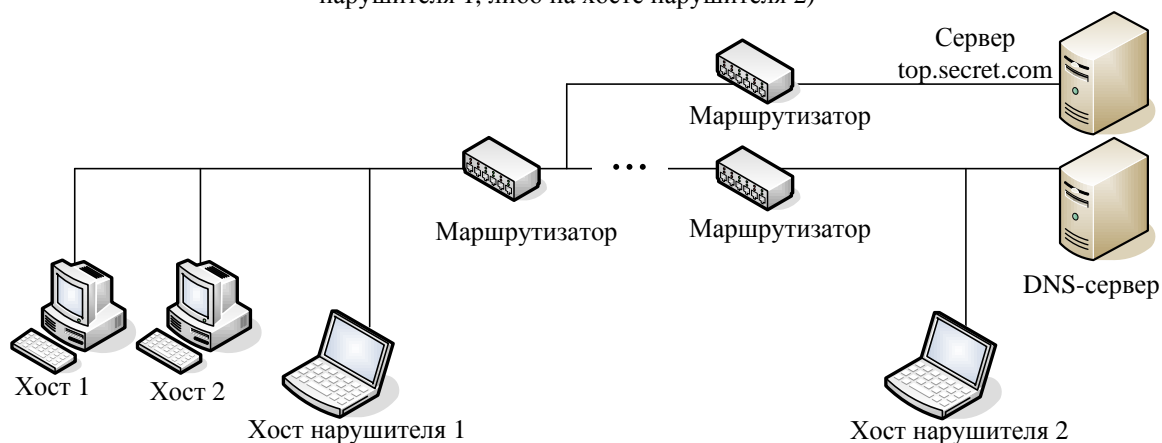 нарушителя 1, либо на хосте нарушителя 2)
Сервер
top.secret.com
Маршрутизатор
Маршрутизатор
Маршрутизатор
DNS-сервер
Хост 1
Хост 2
Хост нарушителя 1
Хост нарушителя 2